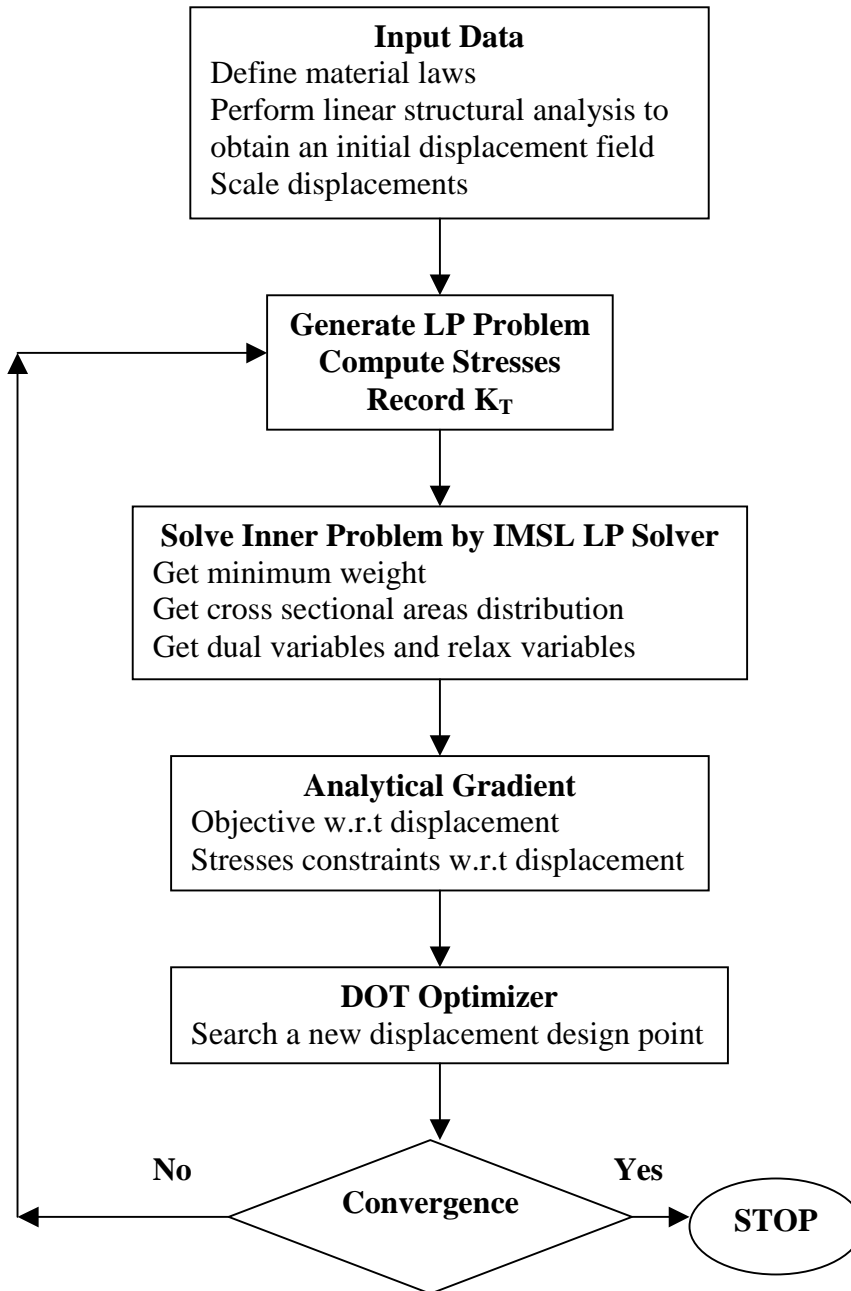 Input Data
Define material laws
Perform linear structural analysis to
obtain an initial displacement field
Scale displacements
Generate LP Problem
Compute Stresses
Record K_T
Solve Inner Problem by IMSL LP Solver
Get minimum weight
Get cross sectional areas distribution
Get dual variables and relax variables
Analytical Gradient
Objective w.r.t displacement
Stresses constraints w.r.t displacement
DOT Optimizer
Search a new displacement design point
No
Yes
Convergence
STOP